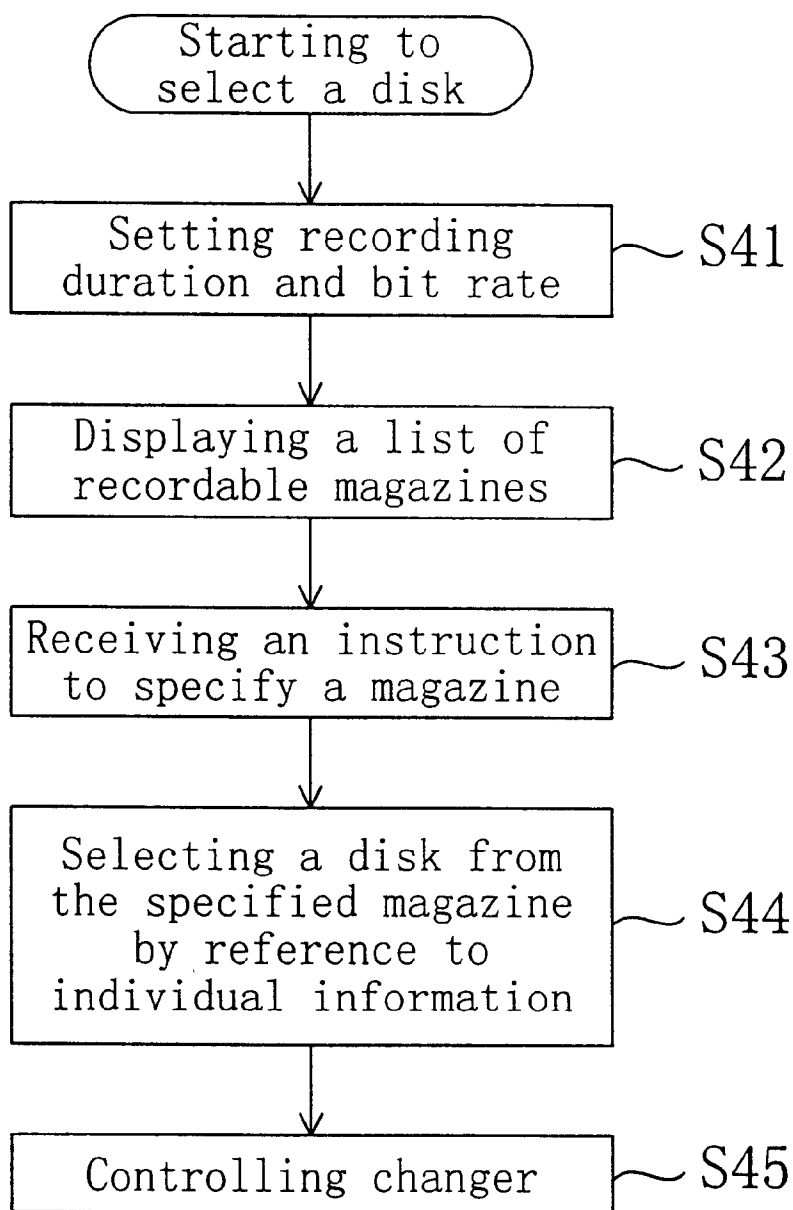 Starting to
select a disk
Setting recording
duration and bit rate
S41
Displaying a list of
recordable magazines
S42
Receiving an instruction
to specify a magazine
S43
Selecting a disk from
the specified magazine
by reference to
individual information
S44
Controlling changer
S45